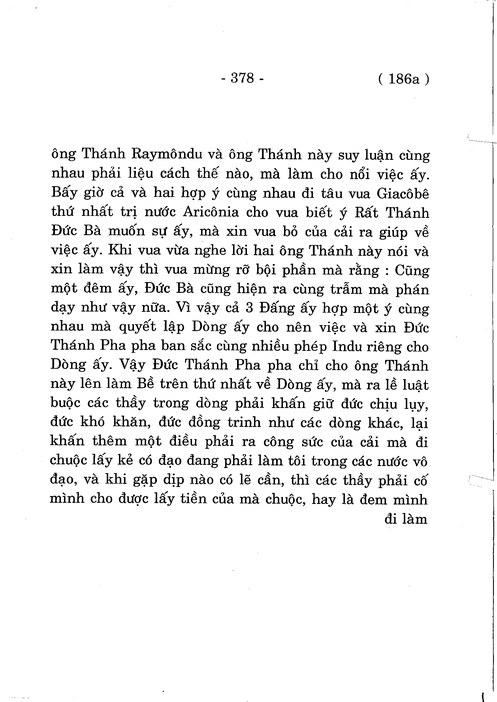 - 378 -
( 186a )
ông Thánh Raymônđu và ông Thánh này suy luận cùng
nhau phải liệu cách thế nào, mà làm cho nổi việc ấy.
Bấy giờ cả và hai hợp ý cùng nhau đi tâu vua Giacôbê
thứ nhất trị nước Aricônia cho vua biết ý Rất Thánh
Đức Bà muốn sự ấy, mà xin vua bỏ của cải ra giúp về
việc ấy. Khi vua vừa nghe lời hai ông Thánh này nói và
xin làm vậy thì vua mừng rỡ bội phần mà rằng : Cũng
một đêm ấy, Đức Bà cũng hiện ra cùng trẫm mà phán
dạy như vậy nữa. Vì vậy cả 3 Đấng ấy hợp một ý cùng
nhau mà quyết lập Dòng ấy cho nên việc và xin Đức
Thánh Pha pha ban sắc cùng nhiều phép Indu riêng cho
Dòng ấy. Vậy Đức Thánh Pha pha chỉ cho ông Thánh
này lên làm Bề trên thứ nhất về Dòng ấy, mà ra lề luật
buộc các thầy trong dòng phải khấn giữ đức chịu lụy,
đức khó khăn, đức đồng trinh như các dòng khác, lại
khấn thêm một điều phải ra công sức của cải mà đi
chuộc lấy kẻ có đạo đang phải làm tôi trong các nước vô
đạo, và khi gặp dịp nào có lẽ cần, thì các thầy phải cố
mình cho được lấy tiền của mà chuộc, hay là đem mình
đi làm